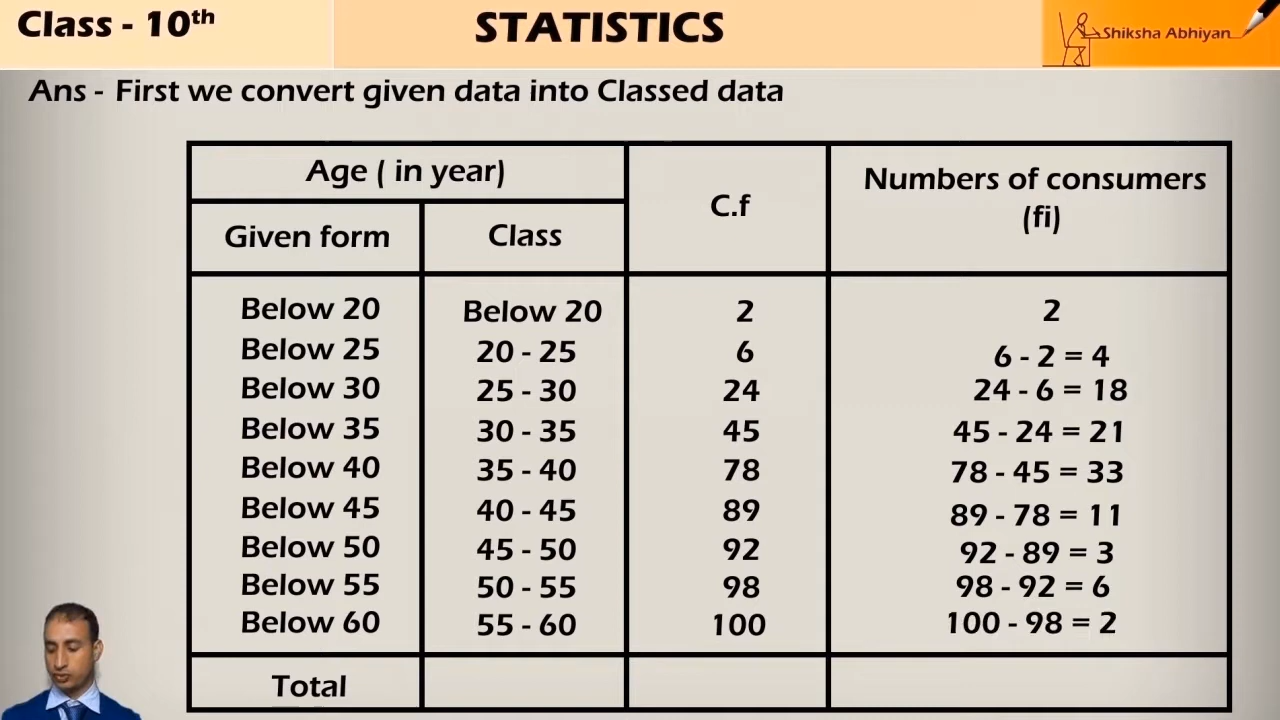 Class - 10th
STATISTICS
Shiksha Abhiyan
Ans - First we convert given data into Classed data
Age ( in year)
C.f
Numbers of consumers
(fi)
Given form Class
Below 20 Below 20 2 2
Below 25 20 - 25 6 6 - 2 = 4
Below 30 25 - 30 24 24 - 6 = 18
Below 35 30 - 35 45 45 - 24 = 21
Below 40 35 - 40 78 78 - 45 = 33
Below 45 40 - 45 89 89 - 78 = 11
Below 50 45 - 50 92 92 - 89 = 3
Below 55 50 - 55 98 98 - 92 = 6
Below 60 55 - 60 100 100 - 98 = 2
Total